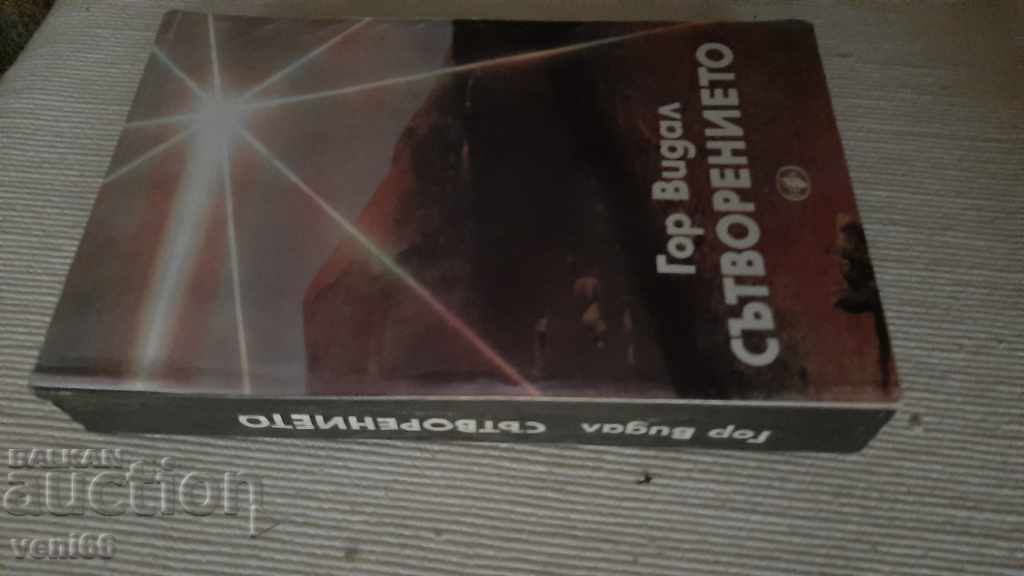 Гор Видал
СЪТВОРЕНИЕТО
Гор Видал СЪТВОРЕНИЕТО
BALKAN
auction
veni60